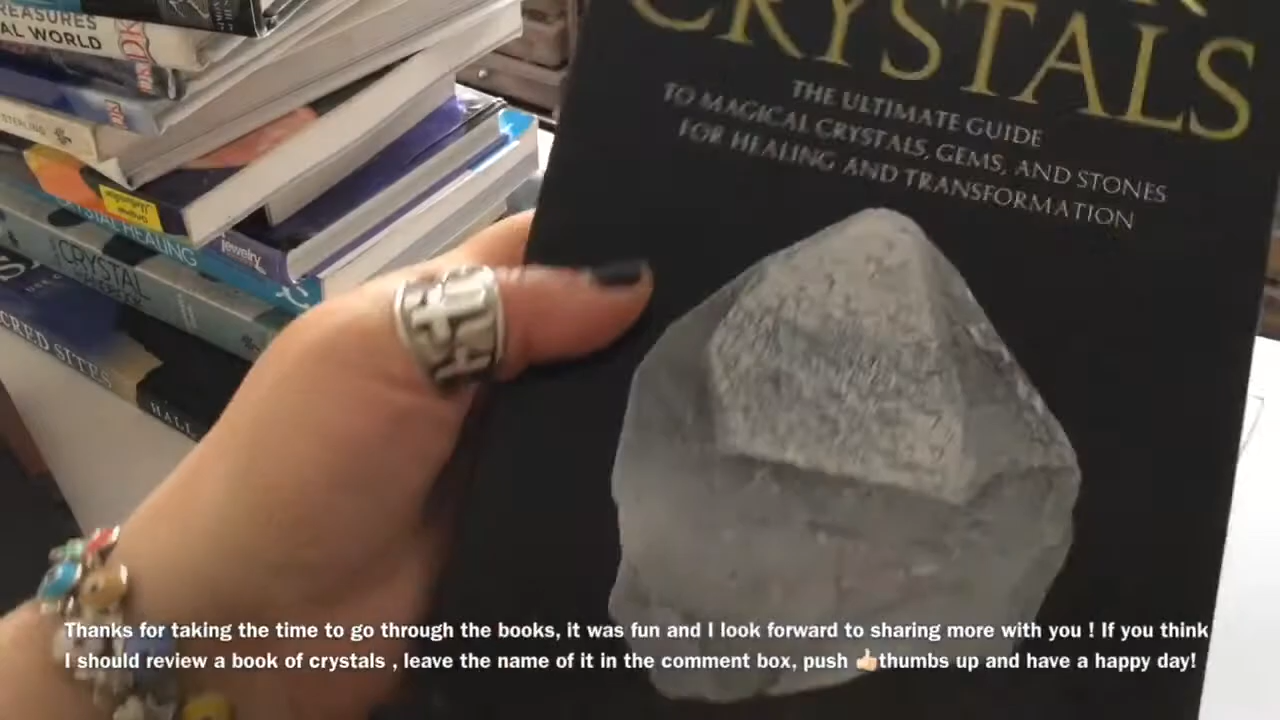 CRYSTALS
THE ULTIMATE GUIDE
TO MAGICAL CRYSTALS, GEMS, AND STONES
FOR HEALING AND TRANSFORMATION
TREASURES
AL WORLD
DK
STERLING
CRYSTAL HEALING
jewelry
CRYSTAL
CRED SITES
HALL
Thanks for taking the time to go through the books, it was fun and I look forward to sharing more with you ! If you think
I should review a book of crystals , leave the name of it in the comment box, push 👍🏻thumbs up and have a happy day!